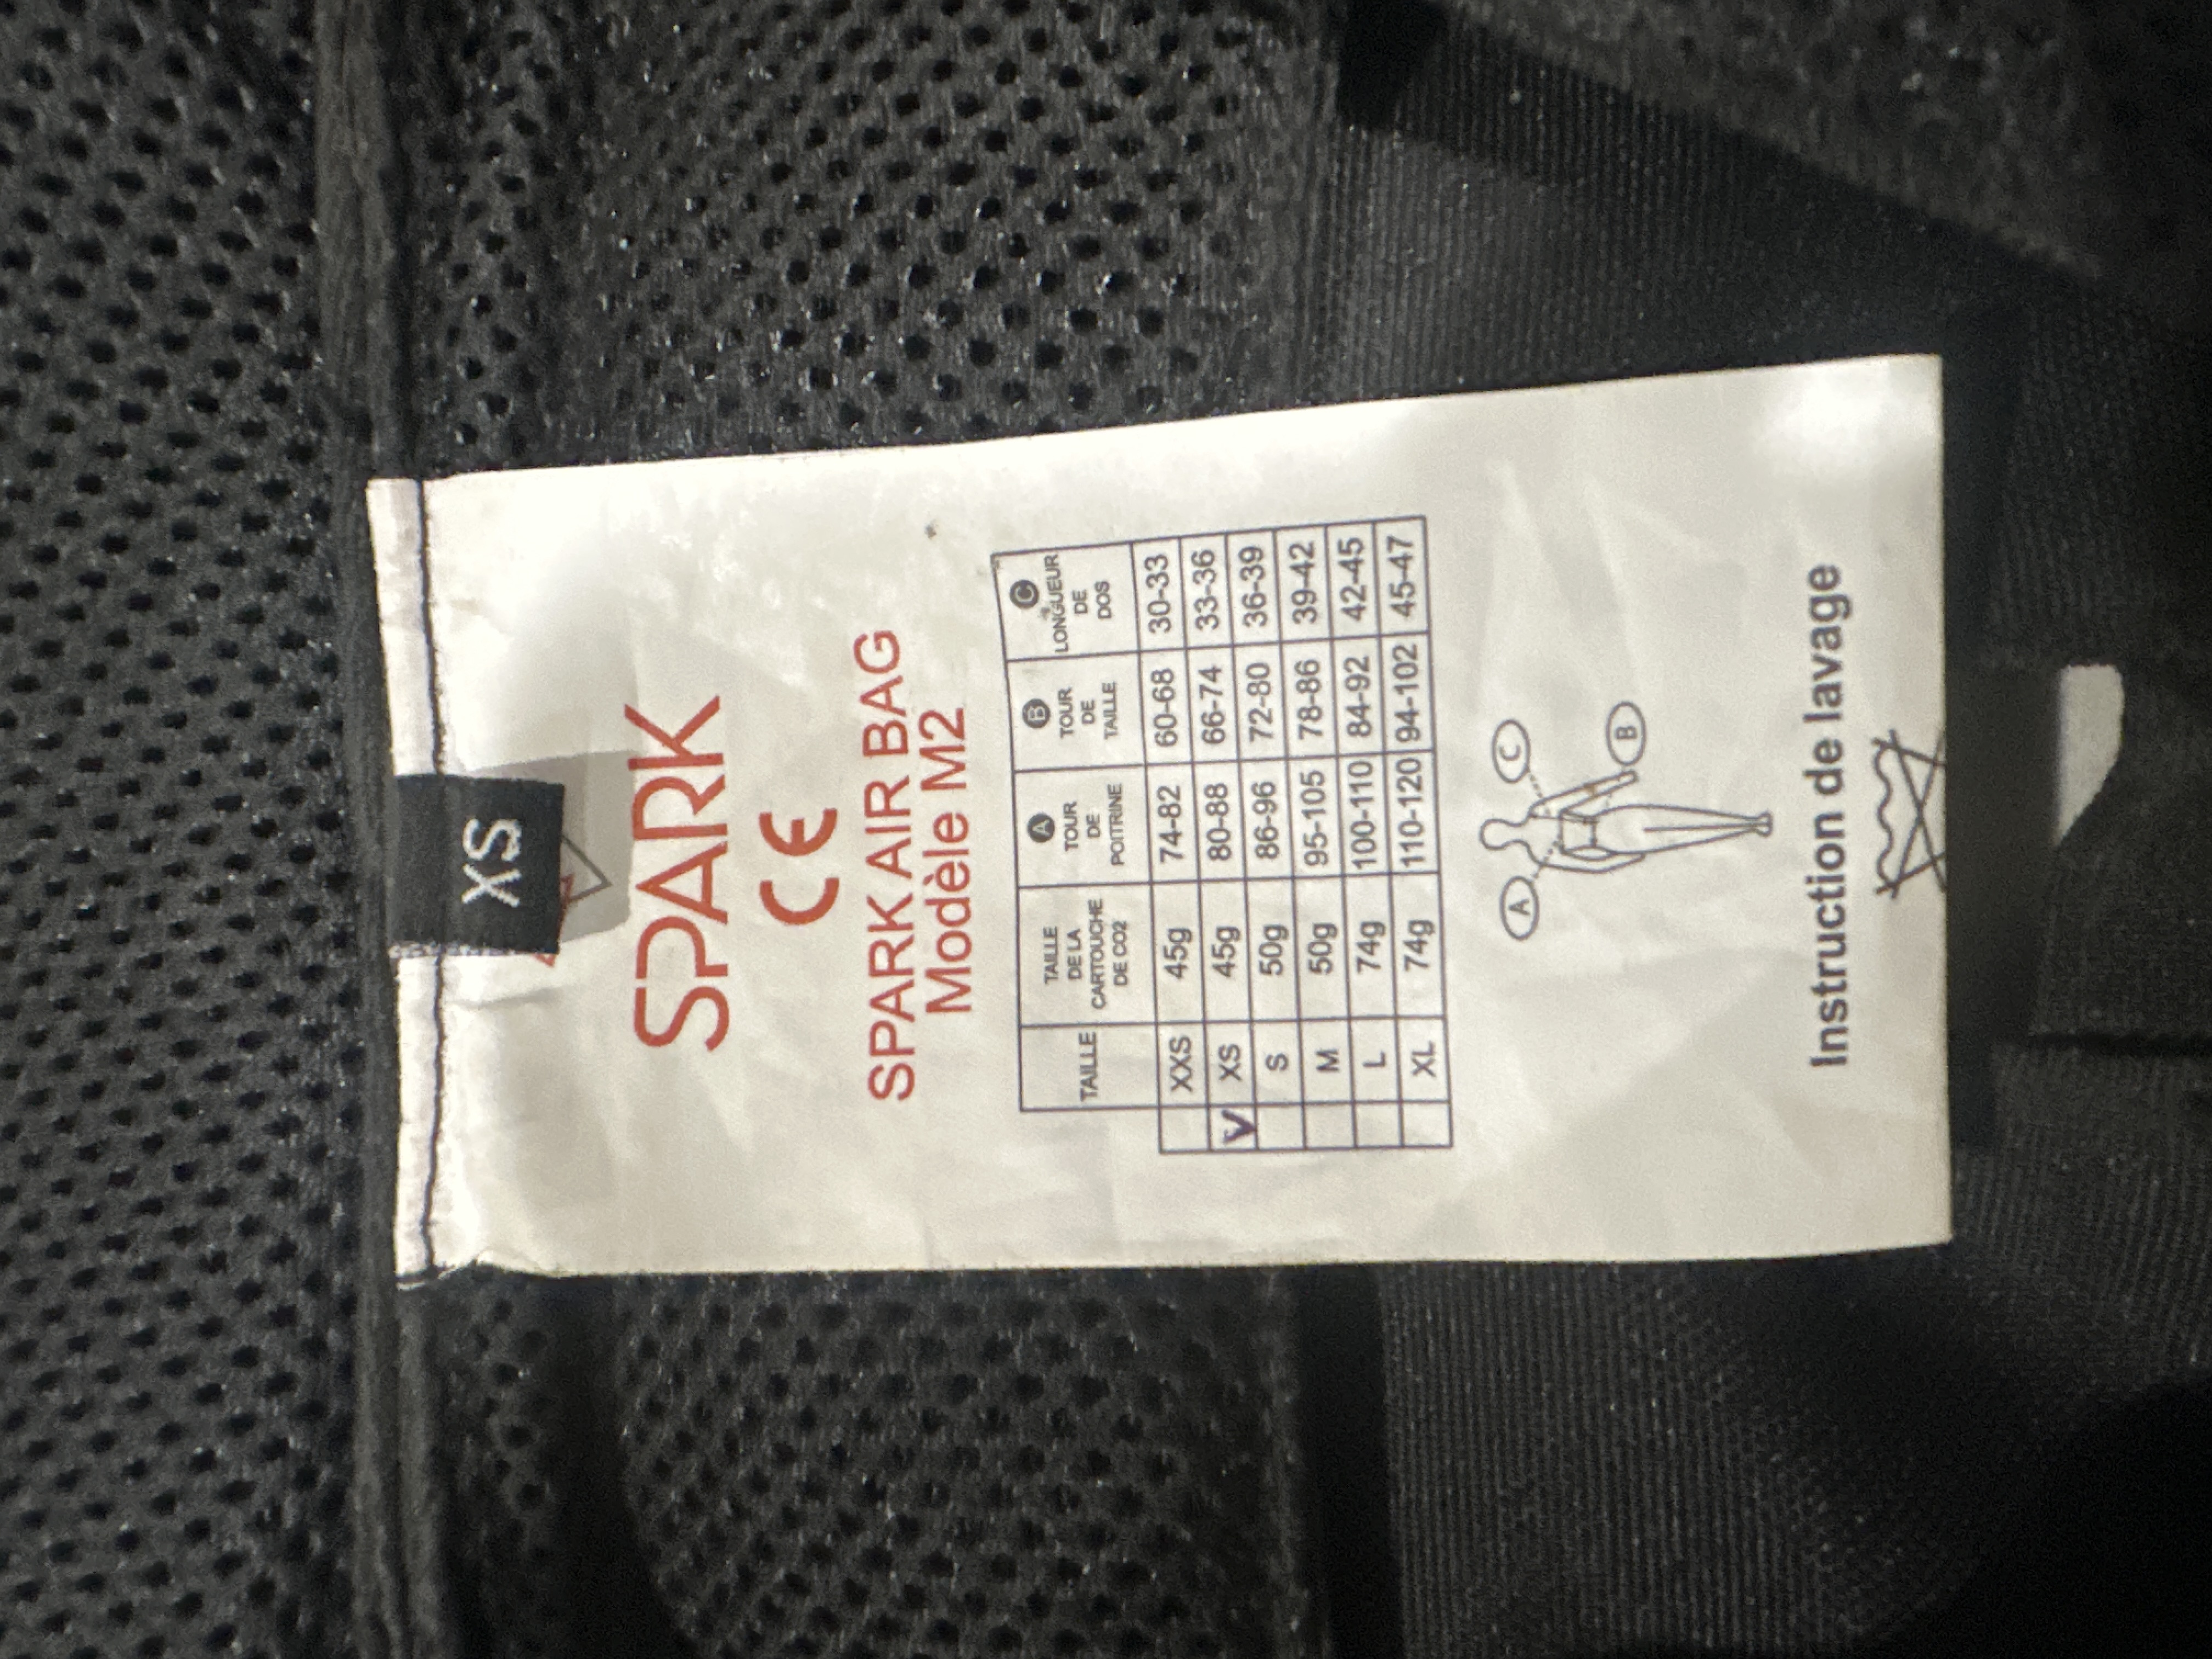 XS
SPARK
CE
SPARK AIR BAG
Modèle M2
TAILLE TAILLE DE LA CARTOUCHE DE CO2 A TOUR DE POITRINE B TOUR DE TAILLE C LONGUEUR DE DOS
XXS 45g 74-82 60-68 30-33
V XS 45g 80-88 66-74 33-36
S 50g 86-96 72-80 36-39
M 50g 95-105 78-86 39-42
L 74g 100-110 84-92 42-45
XL 74g 110-120 94-102 45-47
A C
B
Instruction de lavage